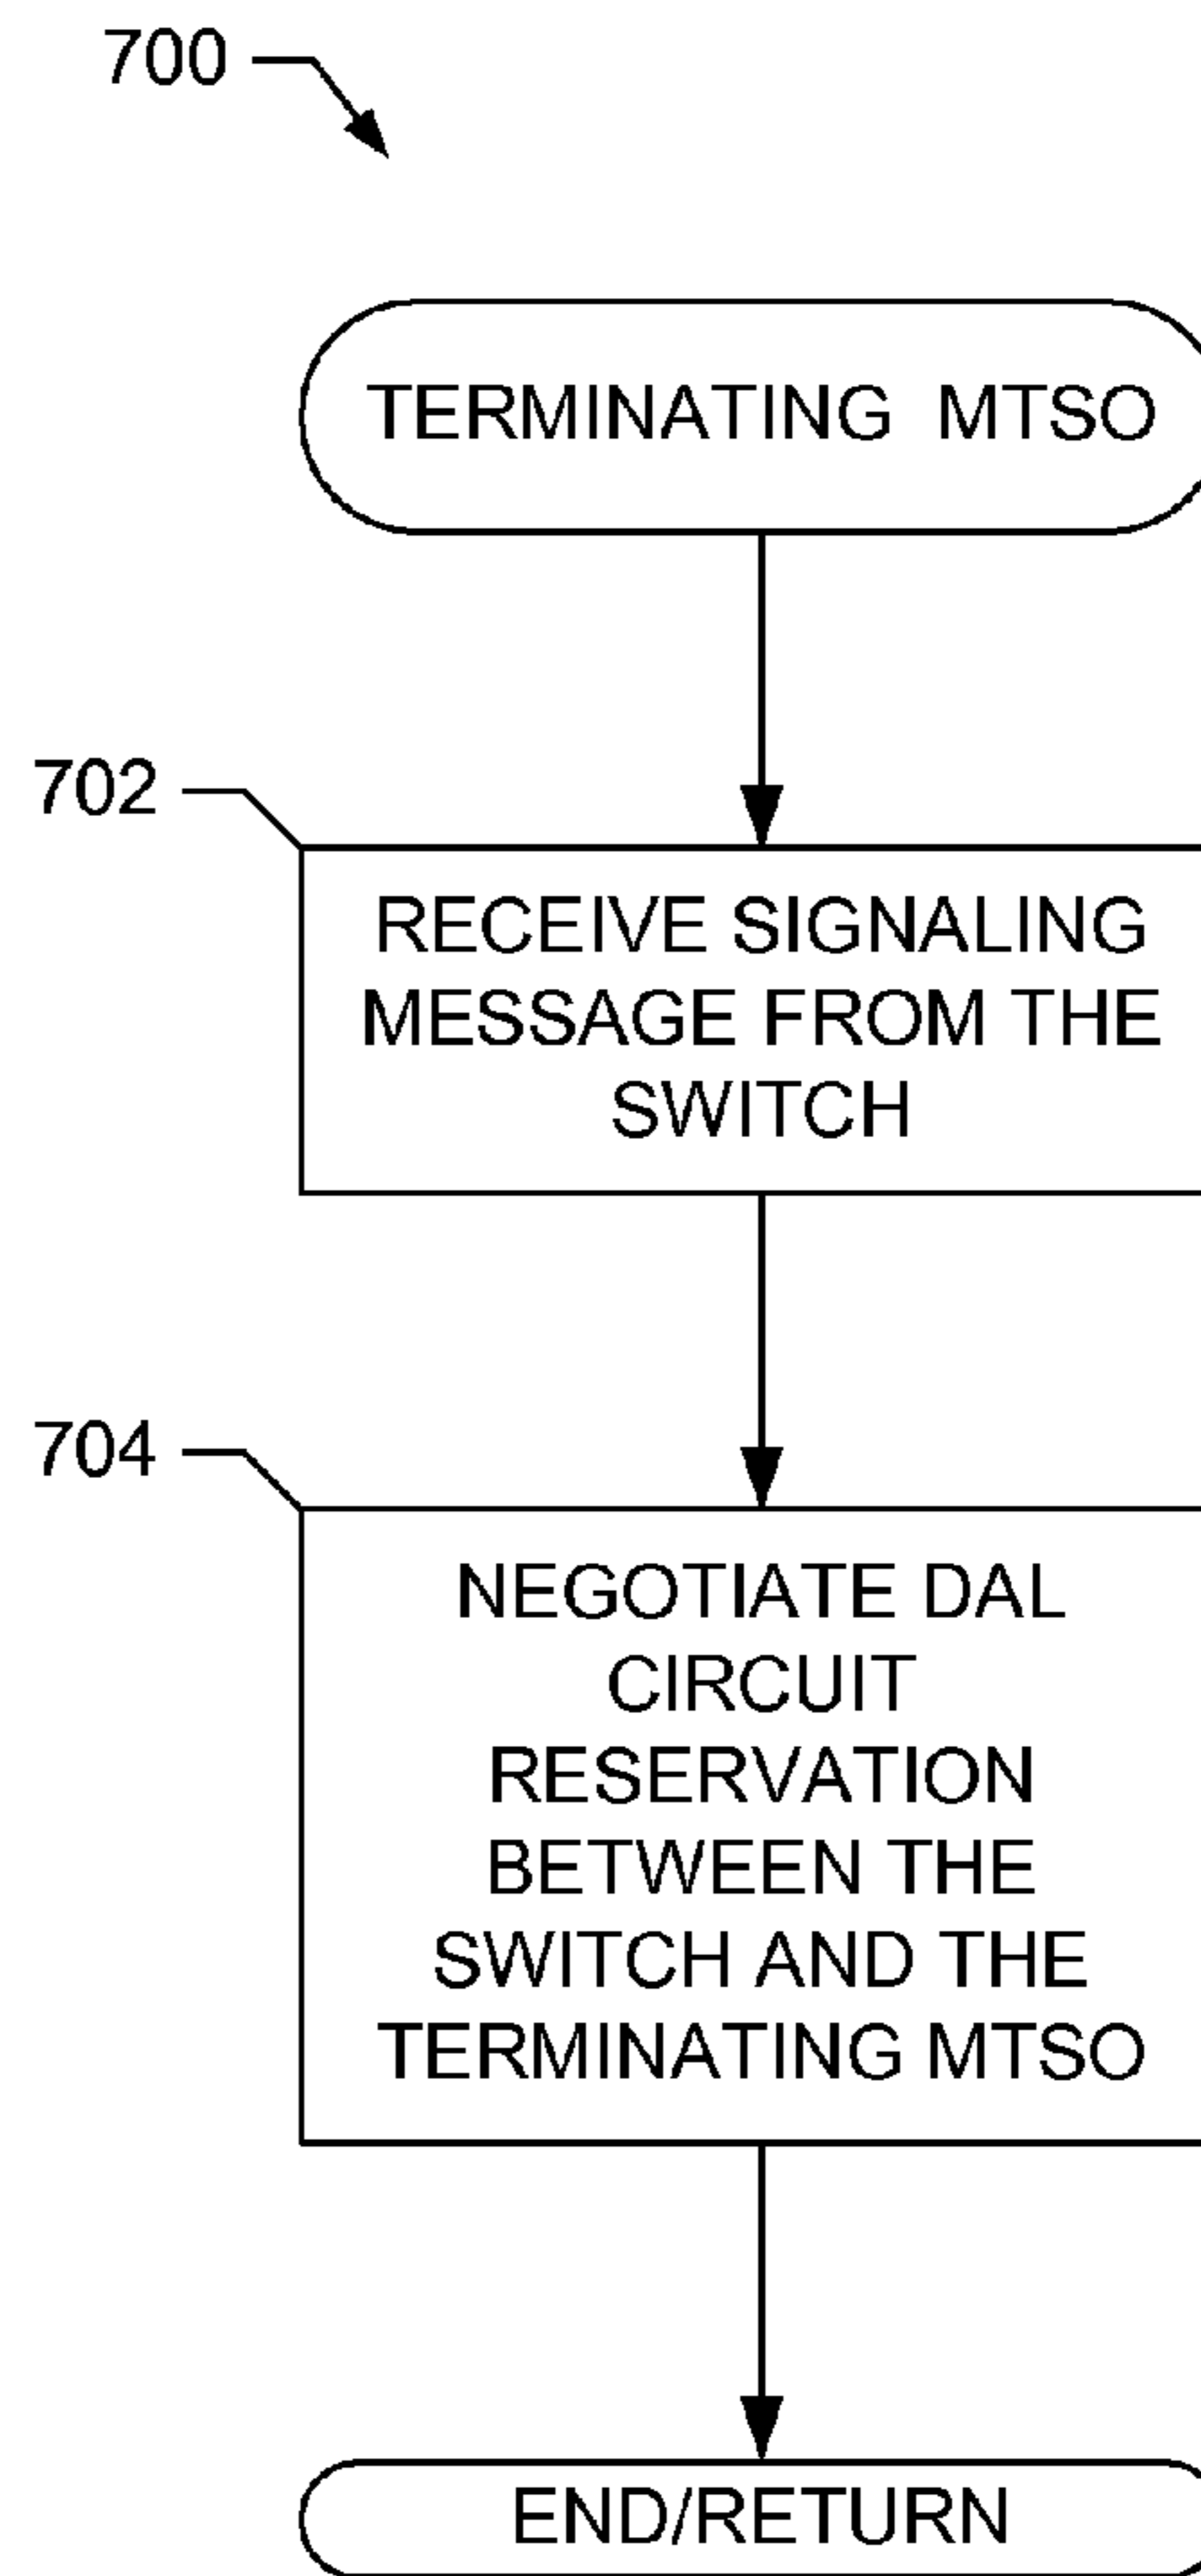 700
TERMINATING MTSO
702
RECEIVE SIGNALING
MESSAGE FROM THE
SWITCH
704
NEGOTIATE DAL
CIRCUIT
RESERVATION
BETWEEN THE
SWITCH AND THE
TERMINATING MTSO
END/RETURN